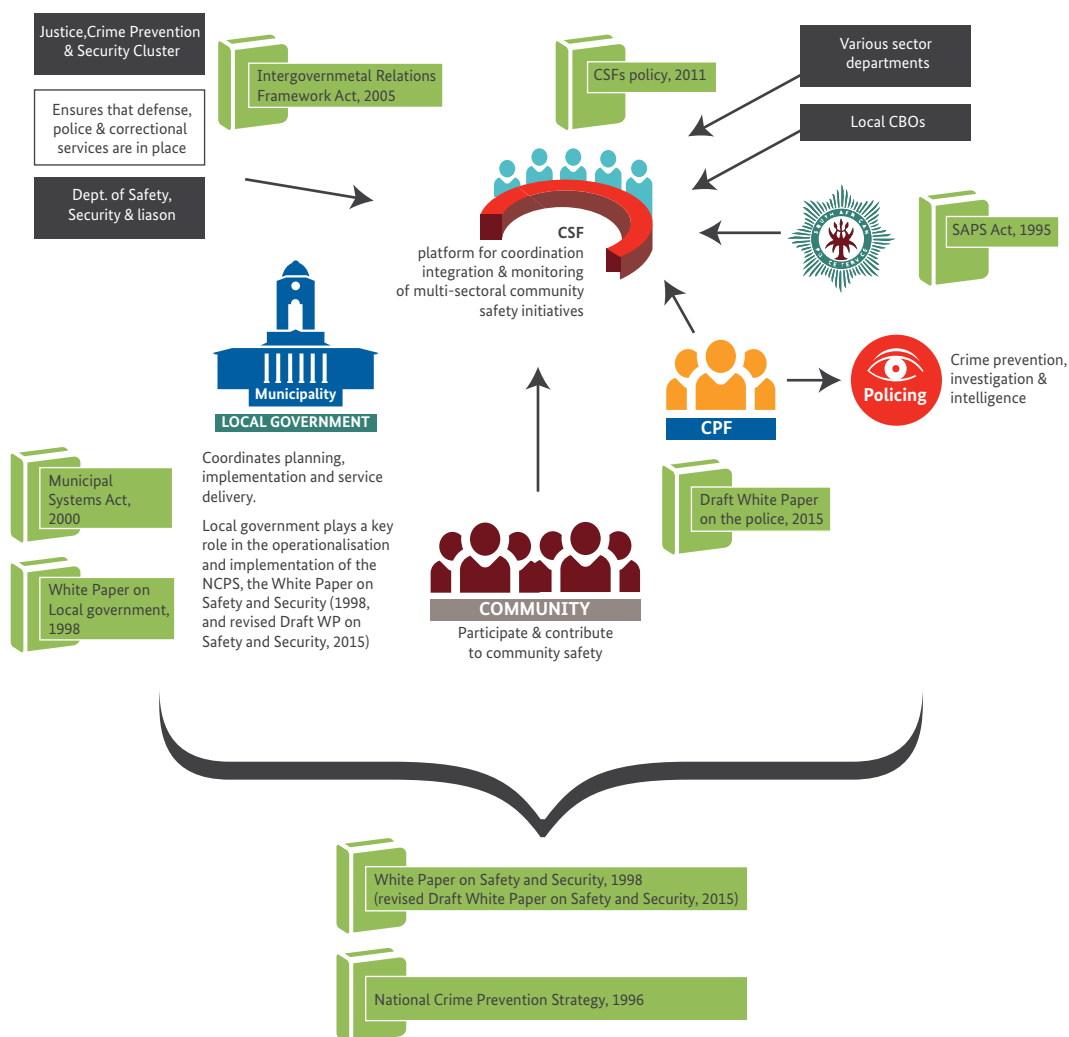 Justice,Crime Prevention
& Security Cluster
Ensures that defense,
police & correctional
services are in place
Dept. of Safety,
Security & liason
Intergovernmetal Relations
Framework Act, 2005
CSFs policy, 2011
Various sector
departments
Local CBOs
SOUTH AFRICAN
POLICE SERVICE
SAPS Act, 1995
CSF
platform for coordination
integration & monitoring
of multi-sectoral community
safety initiatives
Municipality
LOCAL GOVERNMENT
Coordinates planning,
implementation and service
delivery.
Local government plays a key
role in the operationalisation
and implementation of the
NCPS, the White Paper on
Safety and Security (1998,
and revised Draft WP on
Safety and Security, 2015)
Municipal
Systems Act,
2000
White Paper on
Local government,
1998
CPF
Policing
Crime prevention,
investigation &
intelligence
Draft White Paper
on the police, 2015
COMMUNITY
Participate & contribute
to community safety
White Paper on Safety and Security, 1998
(revised Draft White Paper on Safety and Security, 2015)
National Crime Prevention Strategy, 1996